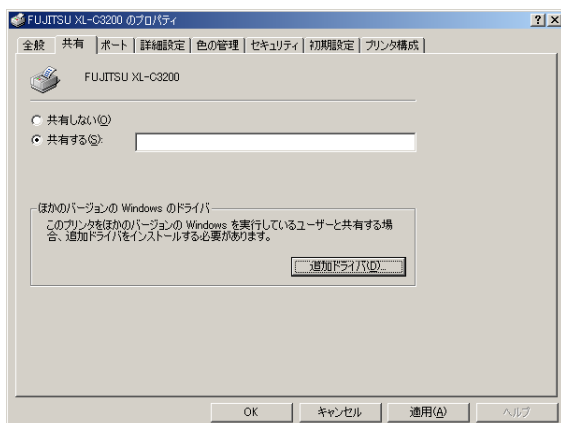 FUJITSU XL-C3200 のプロパティ
全般 共有 ポート 詳細設定 色の管理 セキュリティ 初期設定 プリンタ構成
FUJITSU XL-C3200
共有しない(O)
共有する(S):
ほかのバージョンの Windows のドライバ
このプリンタをほかのバージョンの Windows を実行しているユーザーと共有する場
合、追加ドライバをインストールする必要があります。
追加ドライバ(D)...
OK キャンセル 適用(A) ヘルプ